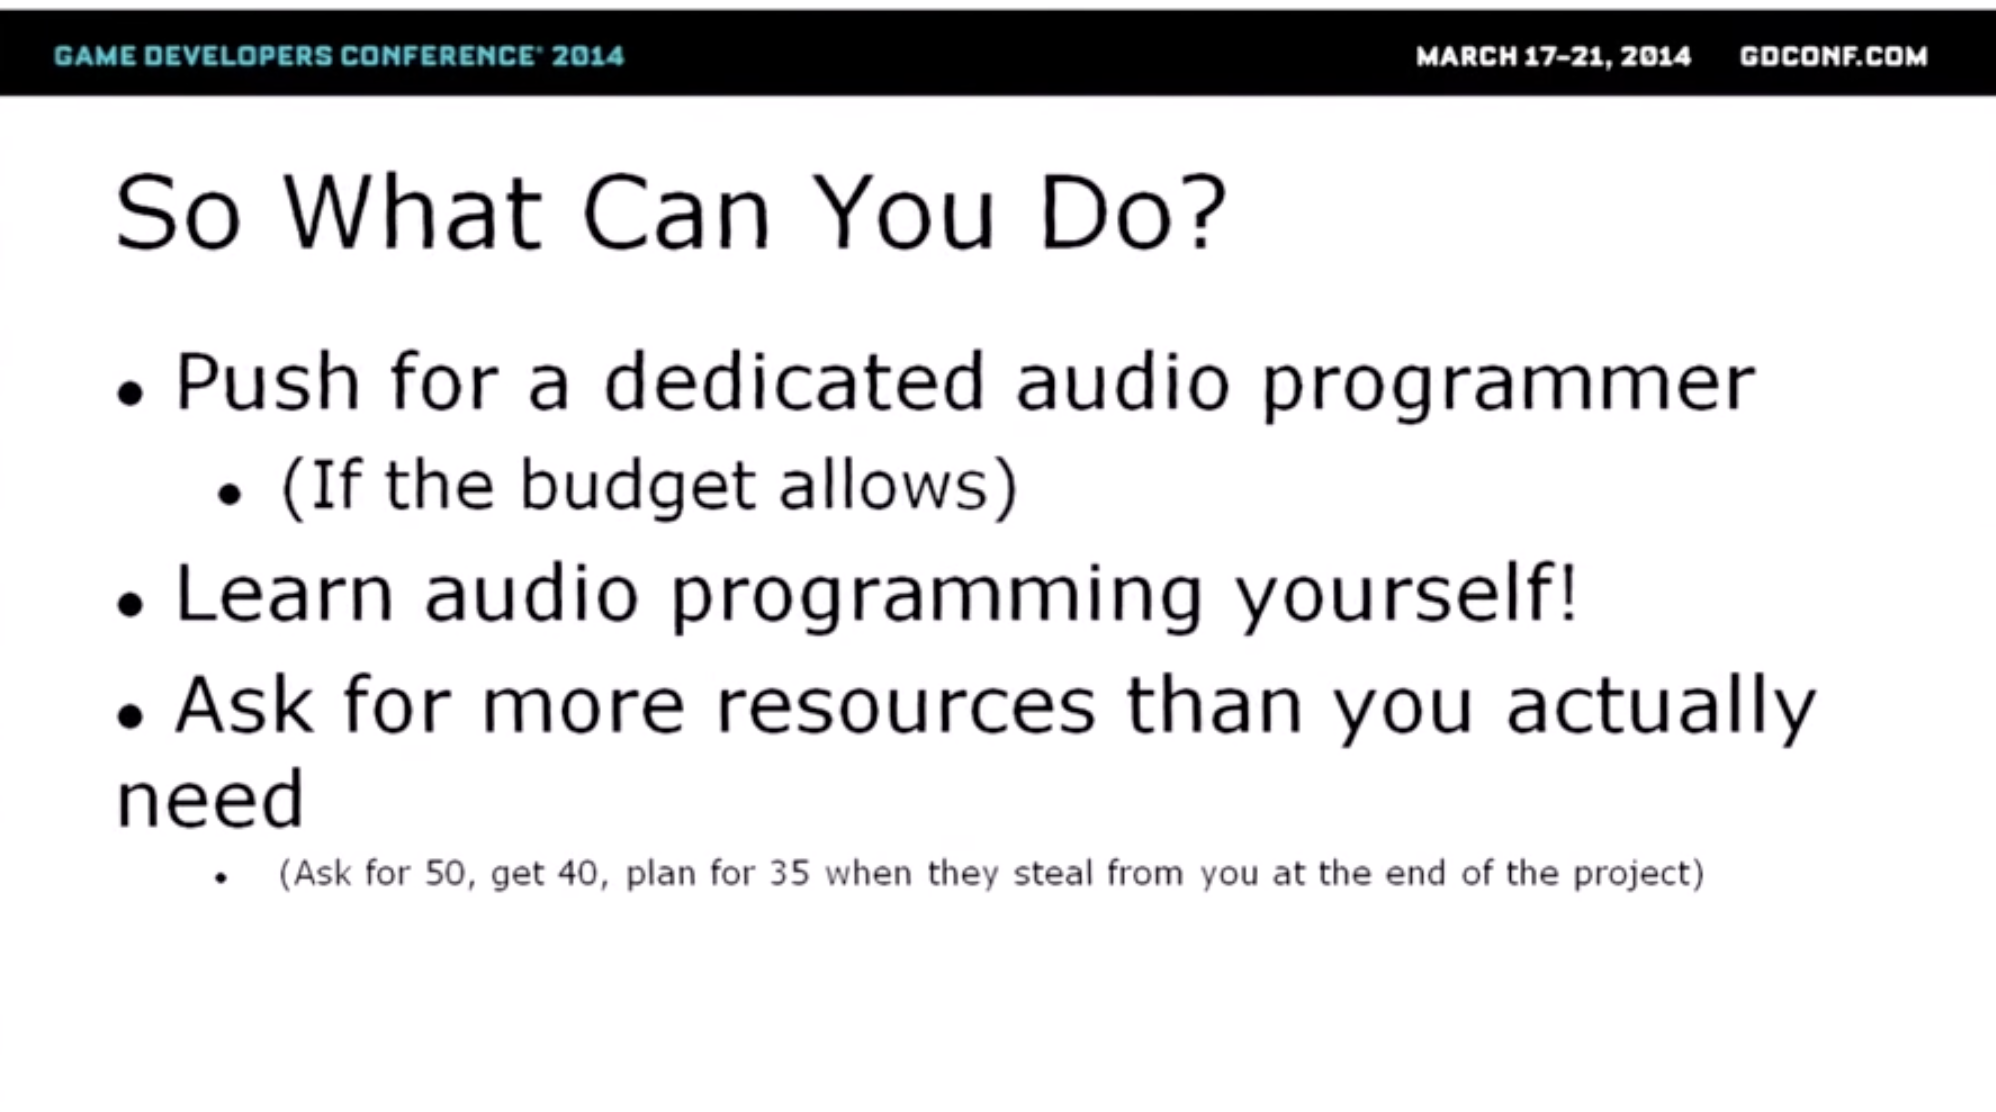 GAME DEVELOPERS CONFERENCE® 2014
MARCH 17–21, 2014 GDCONF.COM
So What Can You Do?
• Push for a dedicated audio programmer
• (If the budget allows)
• Learn audio programming yourself!
• Ask for more resources than you actually
need
• (Ask for 50, get 40, plan for 35 when they steal from you at the end of the project)